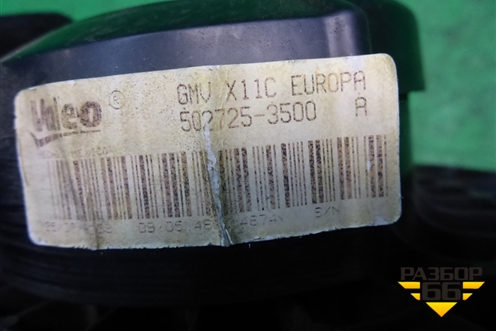 Valeo ®
GMV X11C EUROPA
502725-3500 A
S/N
РАЗБОР
66